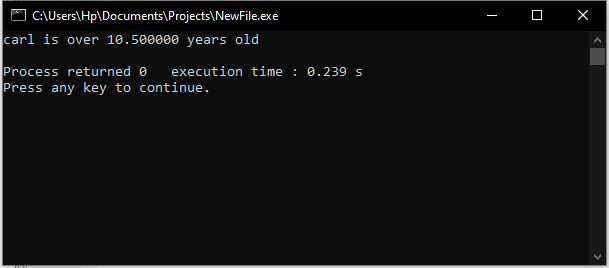 C:\Users\Hp\Documents\Projects\NewFile.exe
carl is over 10.500000 years old
Process returned 0   execution time : 0.239 s
Press any key to continue.